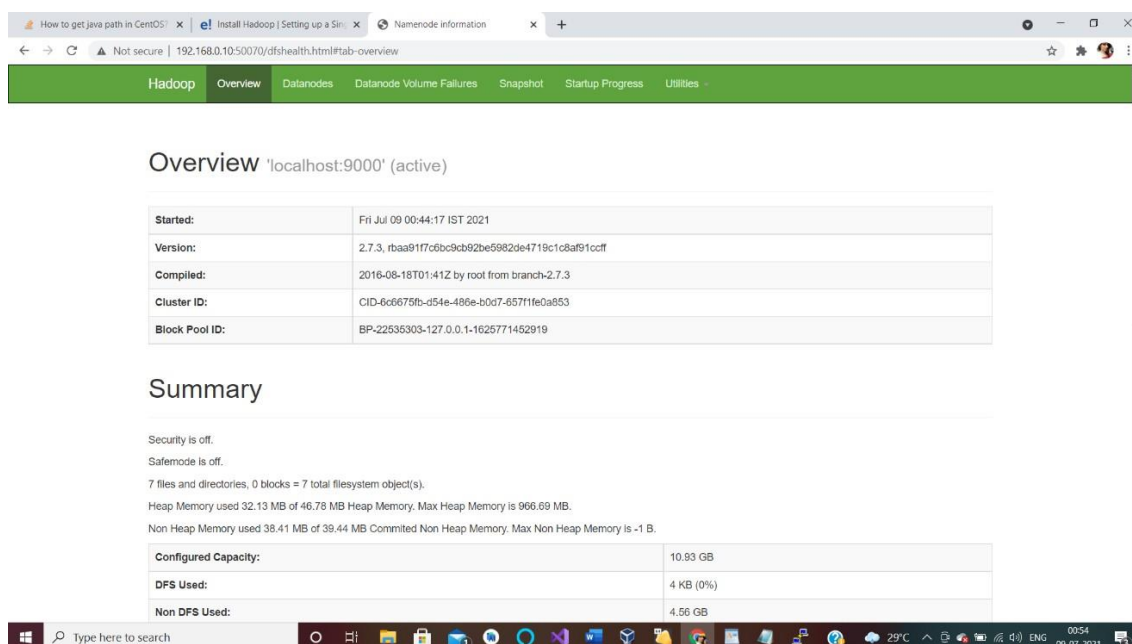 How to get java path in CentOS?
e! Install Hadoop | Setting up a Sin
Namenode information
Not secure | 192.168.0.10:50070/dfshealth.html#tab-overview
Hadoop Overview Datanodes Datanode Volume Failures Snapshot Startup Progress Utilities
Overview 'localhost:9000' (active)
Started: Fri Jul 09 00:44:17 IST 2021
Version: 2.7.3, rbaa91f7c6bc9cb92be5982de4719c1c8af91ccff
Compiled: 2016-08-18T01:41Z by root from branch-2.7.3
Cluster ID: CID-6c6675fb-d54e-486e-b0d7-657f1fe0a853
Block Pool ID: BP-22535303-127.0.0.1-1625771452919
Summary
Security is off.
Safemode is off.
7 files and directories, 0 blocks = 7 total filesystem object(s).
Heap Memory used 32.13 MB of 46.78 MB Heap Memory. Max Heap Memory is 966.69 MB.
Non Heap Memory used 38.41 MB of 39.44 MB Commited Non Heap Memory. Max Non Heap Memory is -1 B.
Configured Capacity: 10.93 GB
DFS Used: 4 KB (0%)
Non DFS Used: 4.56 GB
Type here to search
29°C ENG 00:54
09-07-2021